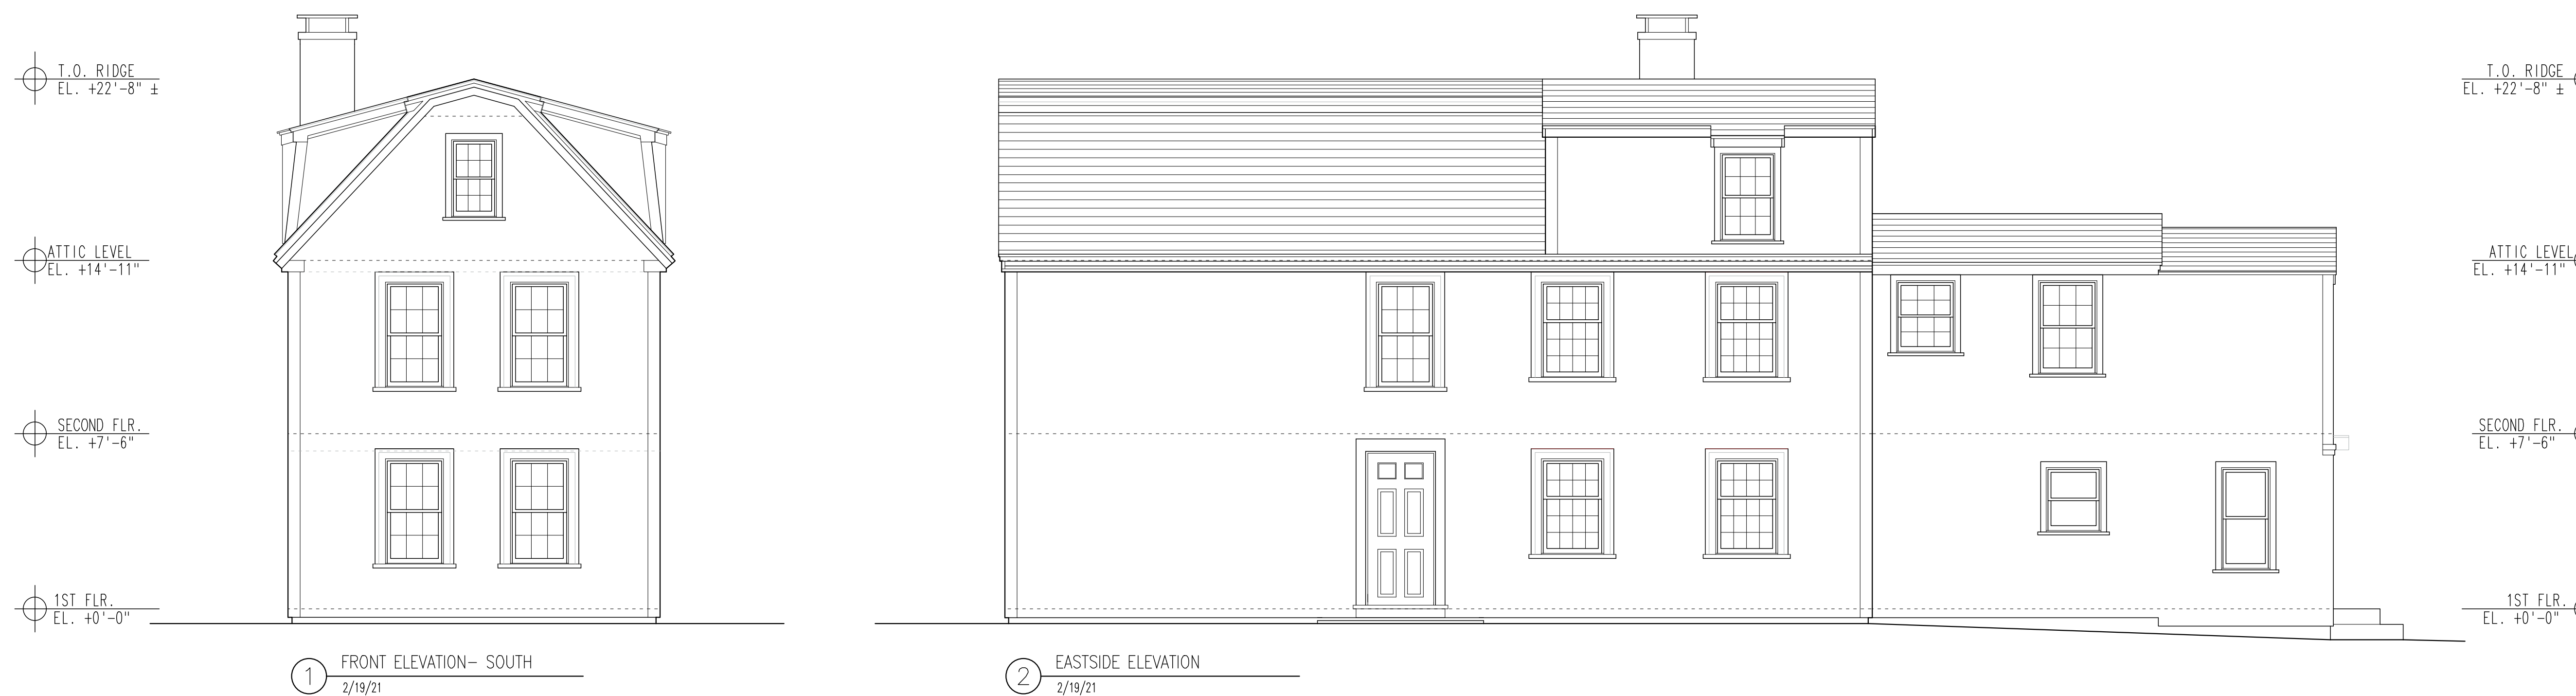 T.O. RIDGE
EL. +22'-8" ±
ATTIC LEVEL
EL. +14'-11"
SECOND FLR.
EL. +7'-6"
1ST FLR.
EL. +0'-0"
1
FRONT ELEVATION- SOUTH
2/19/21
2
EASTSIDE ELEVATION
2/19/21
T.O. RIDGE
EL. +22'-8" ±
ATTIC LEVEL
EL. +14'-11"
SECOND FLR.
EL. +7'-6"
1ST FLR.
EL. +0'-0"